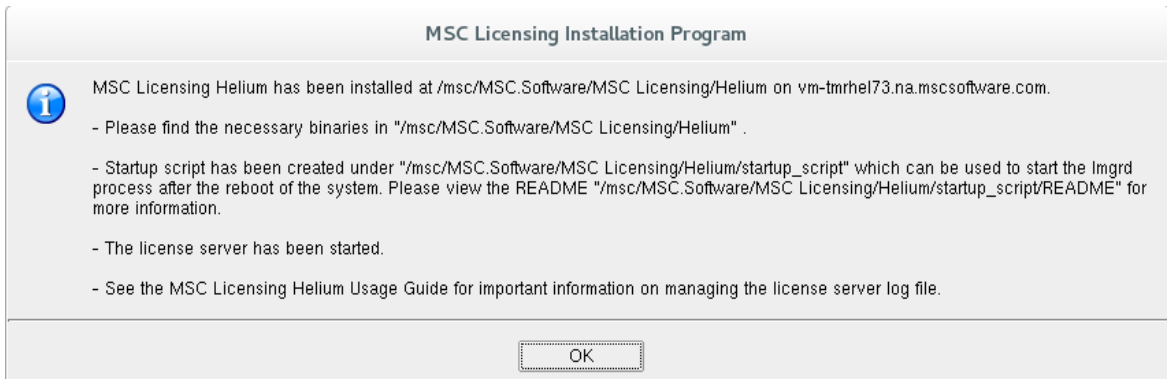 MSC Licensing Installation Program
MSC Licensing Helium has been installed at /msc/MSC.Software/MSC Licensing/Helium on vm-tmrhel73.na.mscsoftware.com.
- Please find the necessary binaries in "/msc/MSC.Software/MSC Licensing/Helium" .
- Startup script has been created under "/msc/MSC.Software/MSC Licensing/Helium/startup_script" which can be used to start the lmgrd
process after the reboot of the system. Please view the README "/msc/MSC.Software/MSC Licensing/Helium/startup_script/README" for
more information.
- The license server has been started.
- See the MSC Licensing Helium Usage Guide for important information on managing the license server log file.
OK